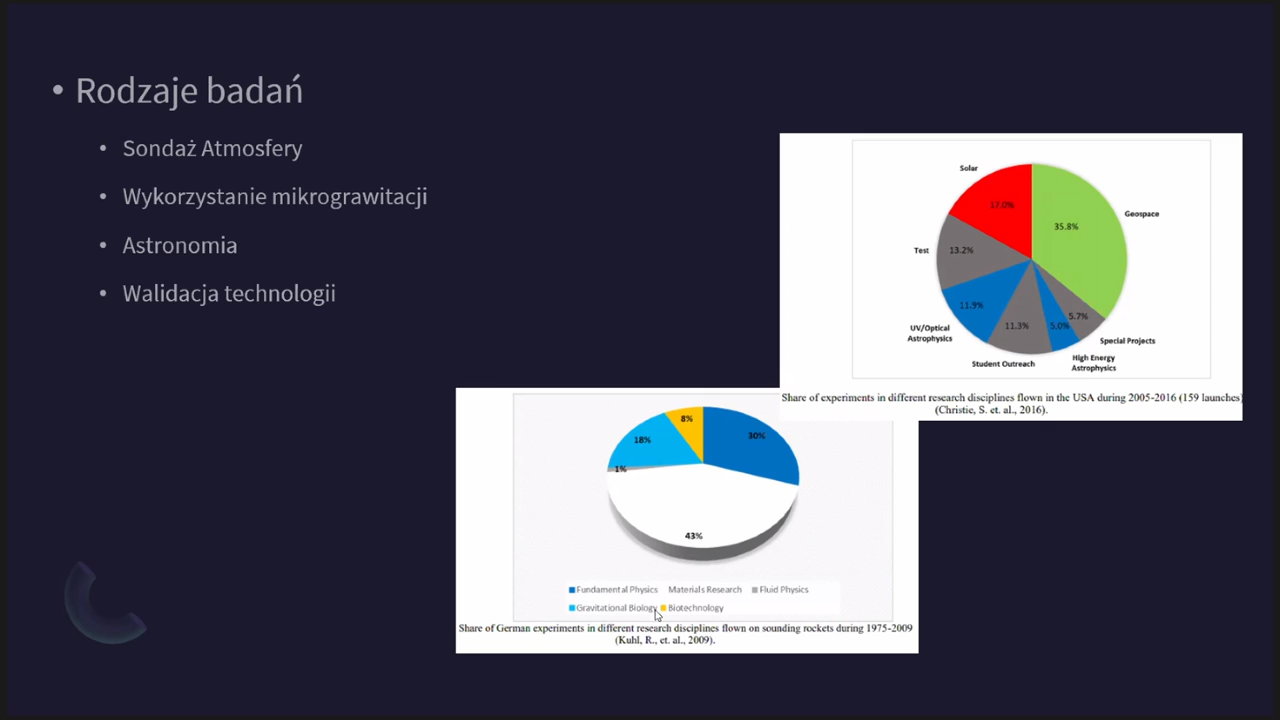 • Rodzaje badań
• Sondaż Atmosfery
• Wykorzystanie mikrograwitacji
• Astronomia
• Walidacja technologii
Solar
17.0%
Geospace
35.8%
Test
13.2%
11.9%
UV/Optical
Astrophysics
11.3%
Student Outreach
5.0%
High Energy
Astrophysics
5.7%
Special Projects
Share of experiments in different research disciplines flown in the USA during 2005-2016 (159 launches)
(Christie, S. et. al., 2016).
8%
30%
18%
1%
43%
Fundamental Physics Materials Research Fluid Physics
Gravitational Biology Biotechnology
Share of German experiments in different research disciplines flown on sounding rockets during 1975-2009
(Kuhl, R., et. al., 2009).